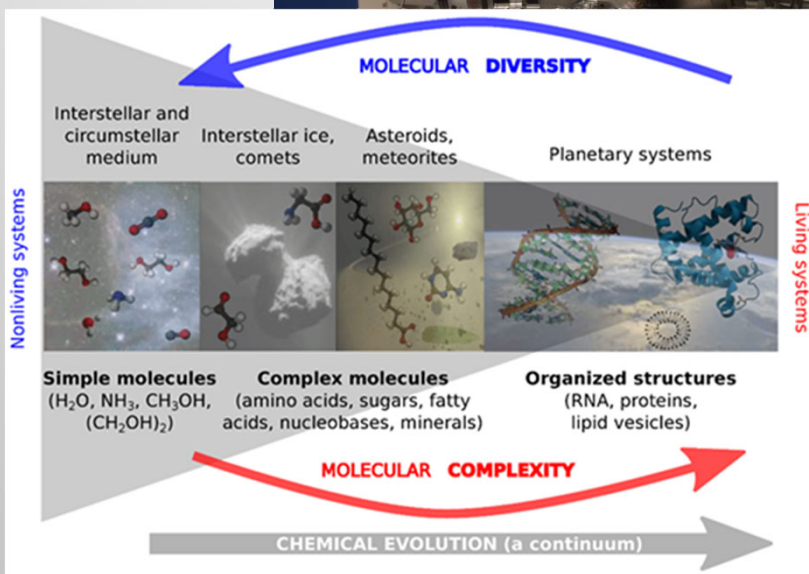 MOLECULAR DIVERSITY
Interstellar and
circumstellar
medium
Interstellar ice,
comets
Asteroids,
meteorites
Planetary systems
Nonliving systems
Living systems
Simple molecules
(H₂O, NH₃, CH₃OH,
(CH₂OH)₂)
Complex molecules
(amino acids, sugars, fatty
acids, nucleobases, minerals)
Organized structures
(RNA, proteins,
lipid vesicles)
MOLECULAR COMPLEXITY
CHEMICAL EVOLUTION (a continuum)